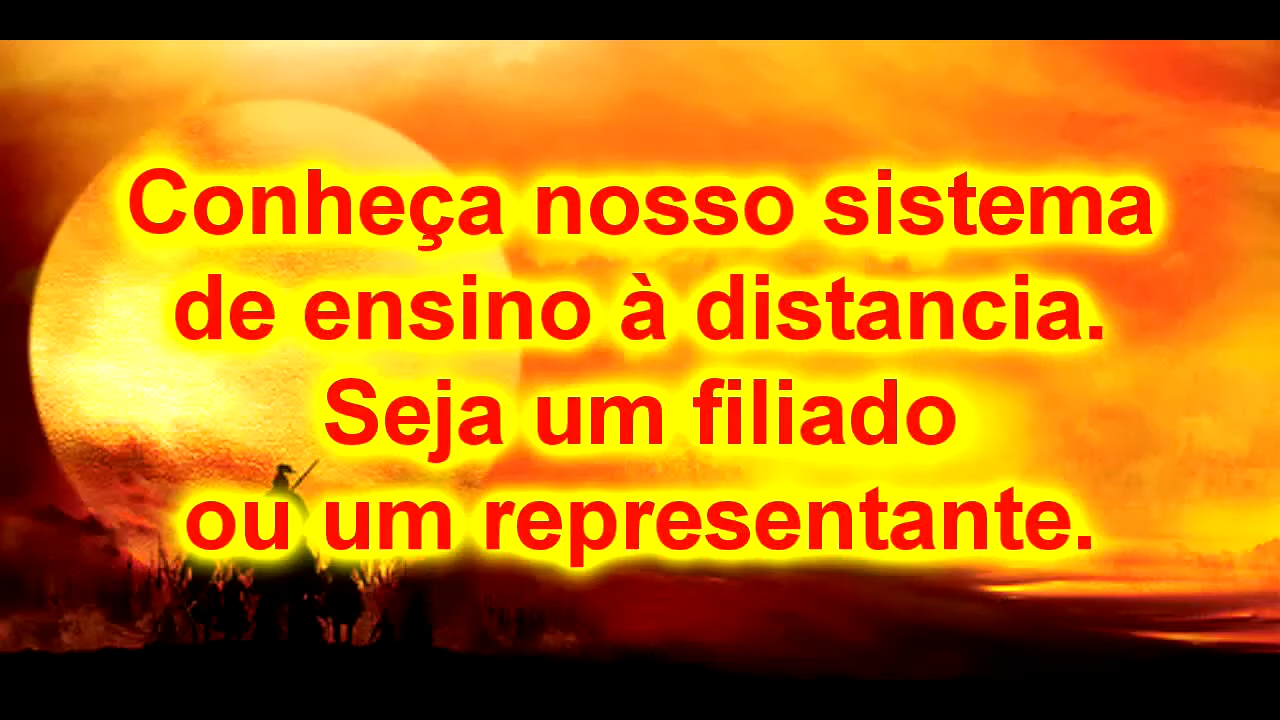 Conheça nosso sistema
de ensino à distancia.
Seja um filiado
ou um representante.